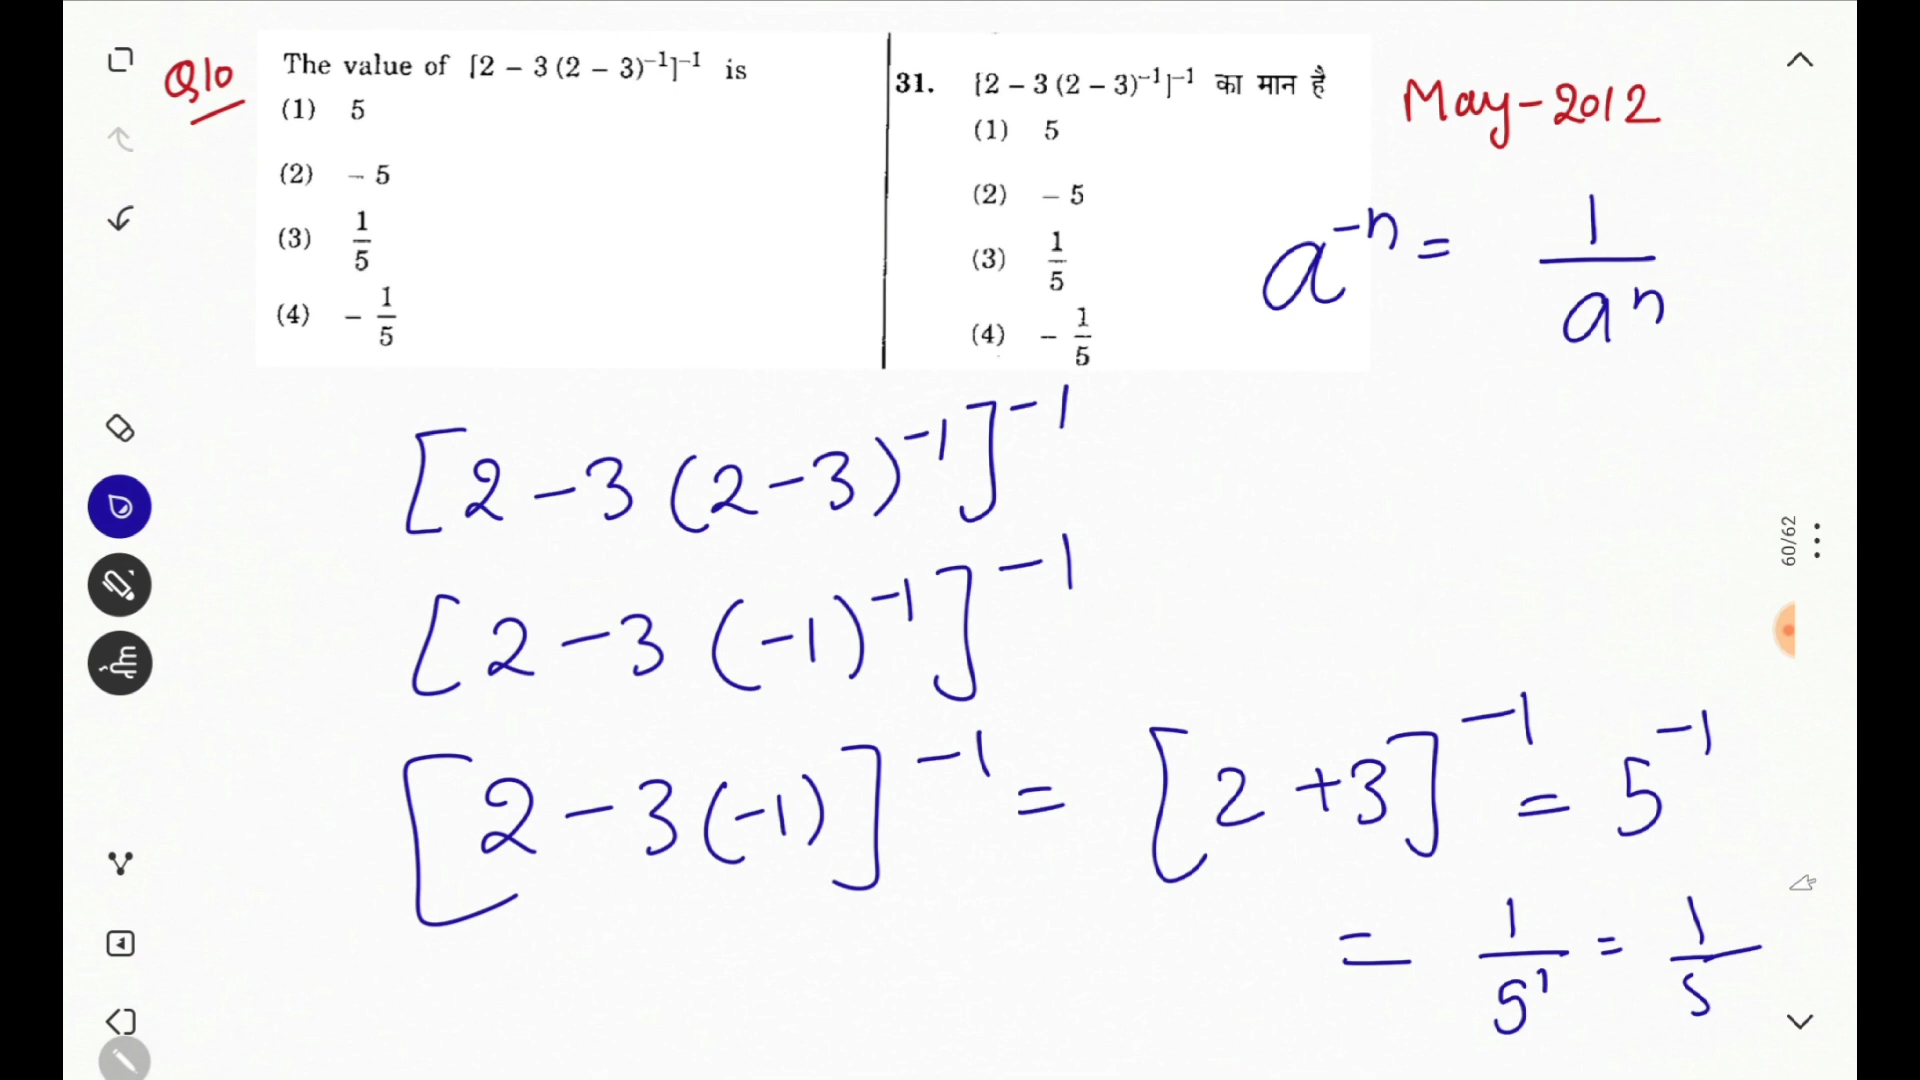 Q10
The value of [2 – 3 (2 – 3)⁻¹]⁻¹ is
(1) 5
(2) – 5
(3) 1/5
(4) – 1/5
31. [2 – 3 (2 – 3)⁻¹]⁻¹ का मान है
(1) 5
(2) – 5
(3) 1/5
(4) – 1/5
May-2012
a⁻ⁿ = 1/aⁿ
[2 – 3 (2 – 3)⁻¹]⁻¹
[2 – 3 (-1)⁻¹]⁻¹
[2 – 3 (-1)]⁻¹ = [2 + 3]⁻¹ = 5⁻¹
= 1/5¹ = 1/5
60/62